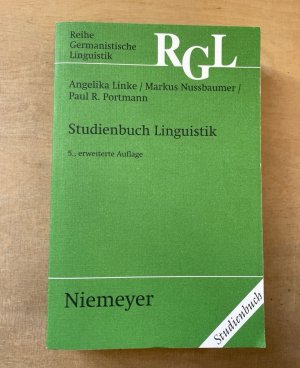 Reihe
Germanistische
Linguistik
RGL
Angelika Linke / Markus Nussbaumer /
Paul R. Portmann
Studienbuch Linguistik
5., erweiterte Auflage
Niemeyer
Studienbuch